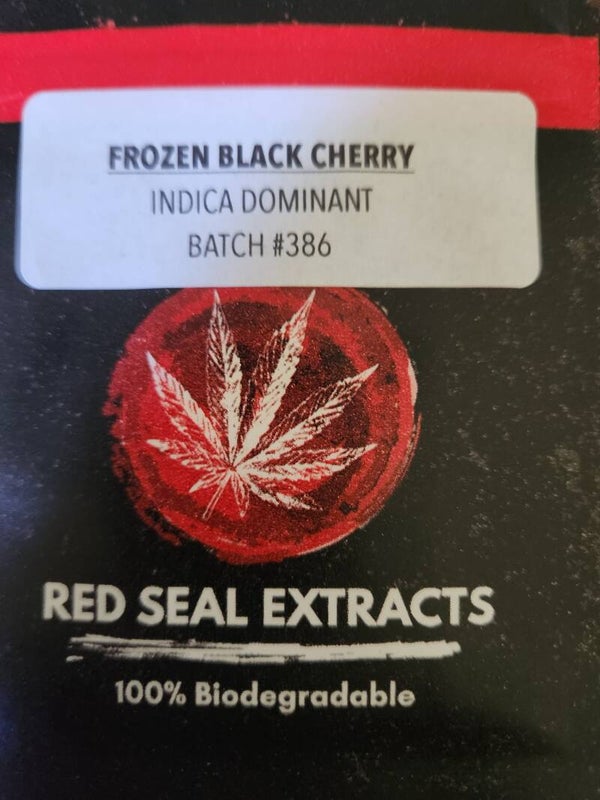 FROZEN BLACK CHERRY
INDICA DOMINANT
BATCH #386
RED SEAL EXTRACTS
100% Biodegradable